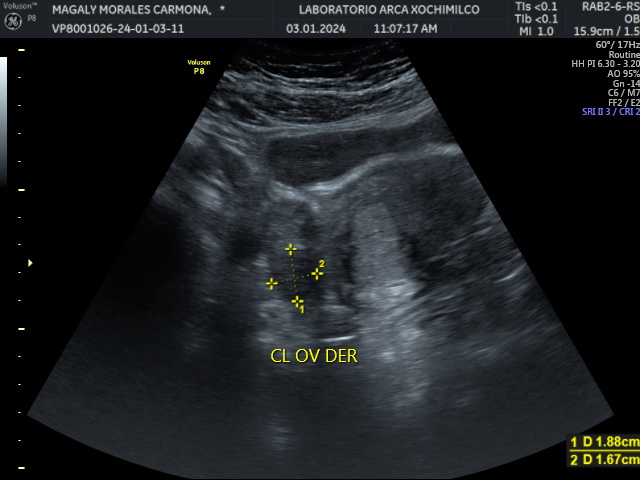 Voluson™
P8
MAGALY MORALES CARMONA, *
VP8001026-24-01-03-11
LABORATORIO ARCA XOCHIMILCO
03.01.2024 11:07:17 AM
TIs <0.1
TIb <0.1
MI 1.0
RAB2-6-RS
OB
15.9cm / 1.5
60°/ 17Hz
Routine
HH PI 6.30 - 3.20
AO 95%
Gn -14
C6 / M7
FF2 / E2
SRI II 3 / CRI 2
Voluson
P8
2
1
CL OV DER
1 D 1.88cm
2 D 1.67cm